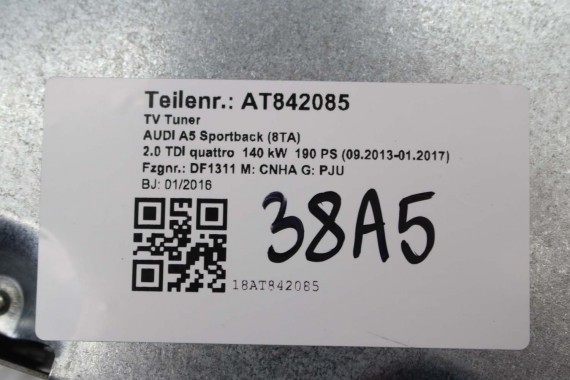 Teilenr.: AT842085
TV Tuner
AUDI A5 Sportback (8TA)
2.0 TDI quattro 140 kW 190 PS (09.2013-01.2017)
Fzgnr.: DF1311 M: CNHA G: PJU
BJ: 01/2016
38A5
18AT842085